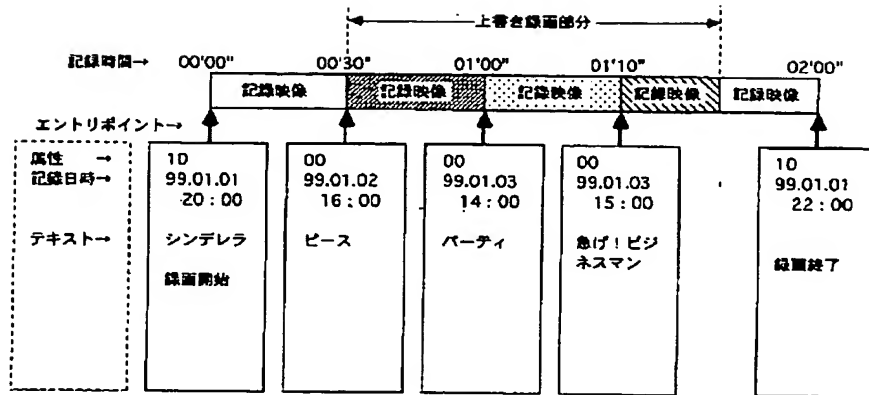 上書き録画部分
記録時間→ 00'00" 00'30" 01'00" 01'10" 02'00"
記録映像 記録映像 記録映像 記録映像 記録映像
エントリポイント→
属性 → 10 00 00 00 10
記録日時→ 99.01.01 99.01.02 99.01.03 99.01.03 99.01.01
20:00 16:00 14:00 15:00 22:00
テキスト→ シンデレラ ピース パーティ 急げ!ビジ
ネスマン
録画開始 録画終了